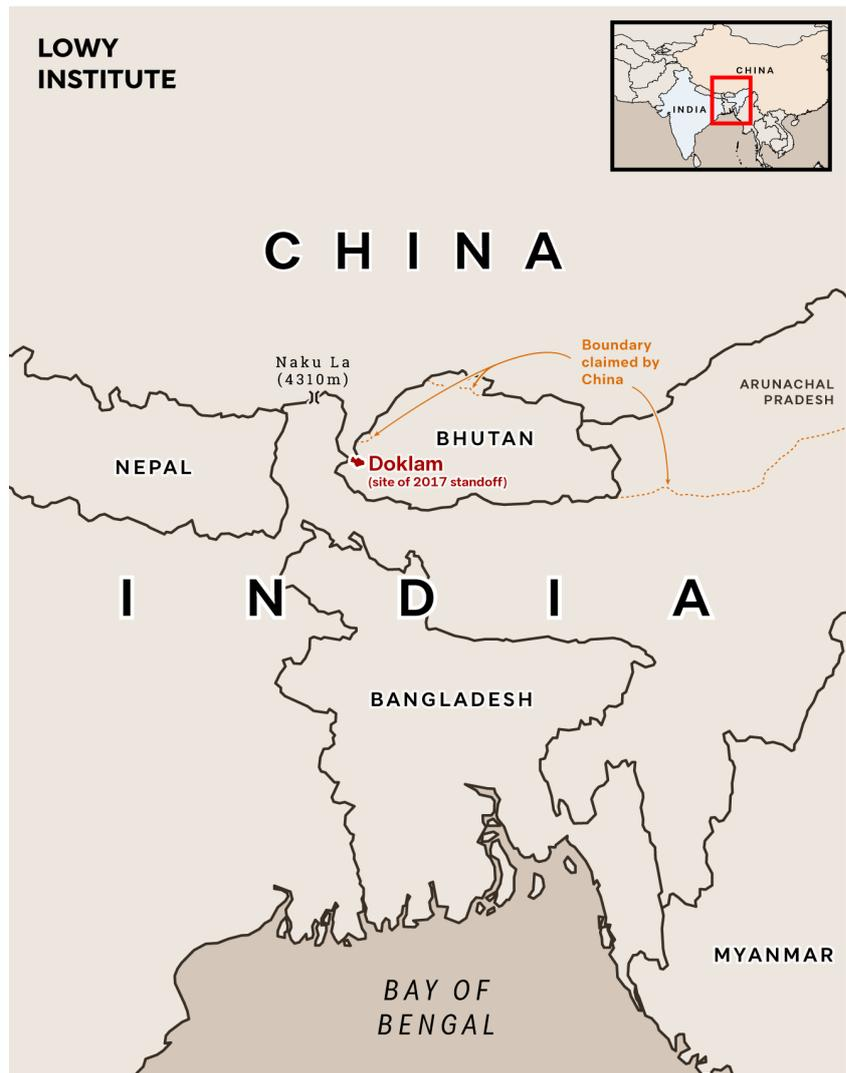 LOWY
INSTITUTE
CHINA
INDIA
CHINA
Naku La
(4310m)
Boundary
claimed by
China
ARUNACHAL
PRADESH
BHUTAN
NEPAL
Doklam
(site of 2017 standoff)
INDIA
BANGLADESH
MYANMAR
BAY OF
BENGAL